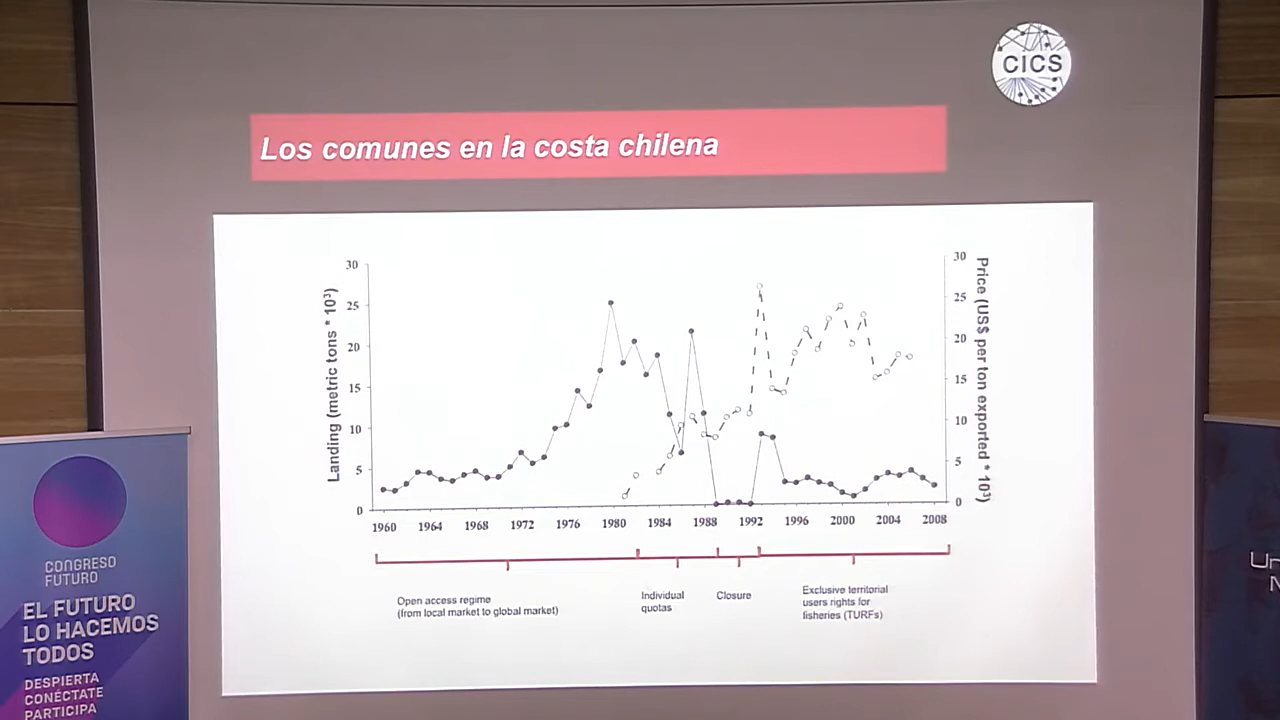 CICS
Los comunes en la costa chilena
Landing (metric tons * 10³)
30
25
20
15
10
5
0
Price (US$ per ton exported * 10³)
30
25
20
15
10
5
0
1960 1964 1968 1972 1976 1980 1984 1988 1992 1996 2000 2004 2008
Open access regime
(from local market to global market)
Individual
quotas
Closure
Exclusive territorial
users rights for
fisheries (TURFs)
CONGRESO
FUTURO
EL FUTURO
LO HACEMOS
TODOS
DESPIERTA
CONÉCTATE
PARTICIPA